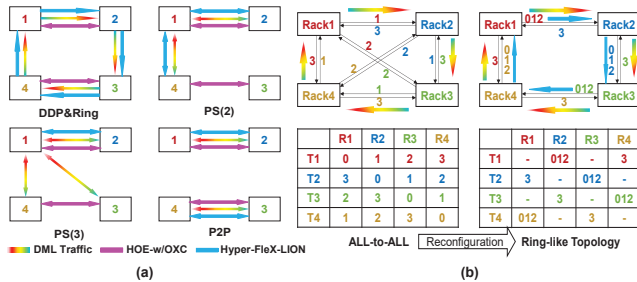 1 2 1 2
4 3 4 3
DDP&Ring PS(2)
1 2 1 2
4 3 4 3
PS(3) P2P
DML Traffic HOE-w/OXC Hyper-FleX-LION
(a)
Rack1 1 Rack2 Rack1 012 Rack2
3 3
2 2
3 1 1 3 3 0 1 2 0 1 2 3
2 2
1 012
Rack4 3 Rack3 Rack4 3 Rack3
R1 R2 R3 R4 R1 R2 R3 R4
T1 0 1 2 3 T1 - 012 - 3
T2 3 0 1 2 T2 3 - 012 -
T3 2 3 0 1 T3 - 3 - 012
T4 1 2 3 0 T4 012 - 3 -
ALL-to-ALL Reconfiguration Ring-like Topology
(b)